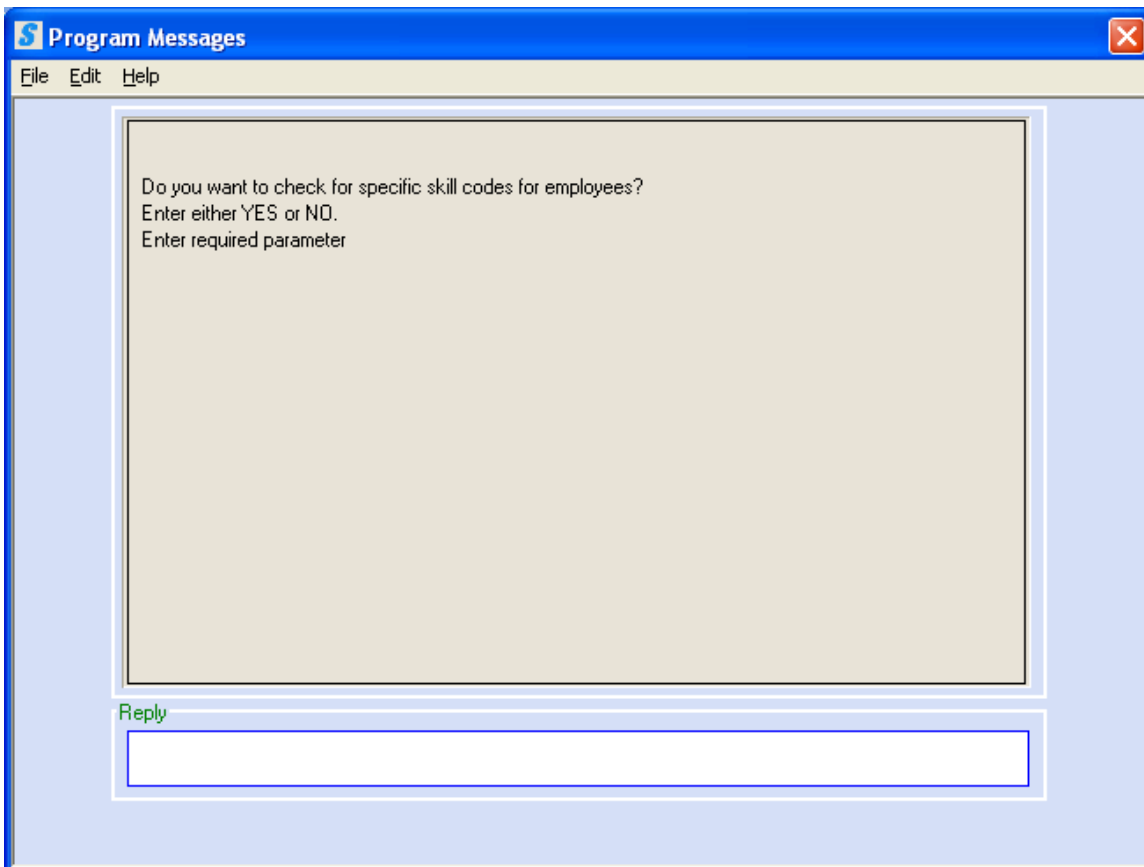 S Program Messages
File Edit Help
Do you want to check for specific skill codes for employees?
Enter either YES or NO.
Enter required parameter
Reply